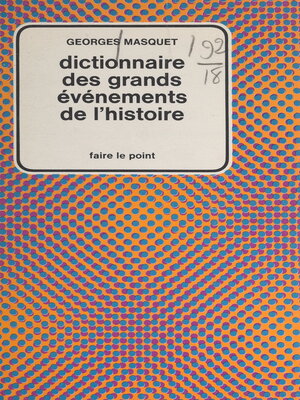 GEORGES MASQUET
dictionnaire
des grands
événements
de l'histoire
faire le point
192
18